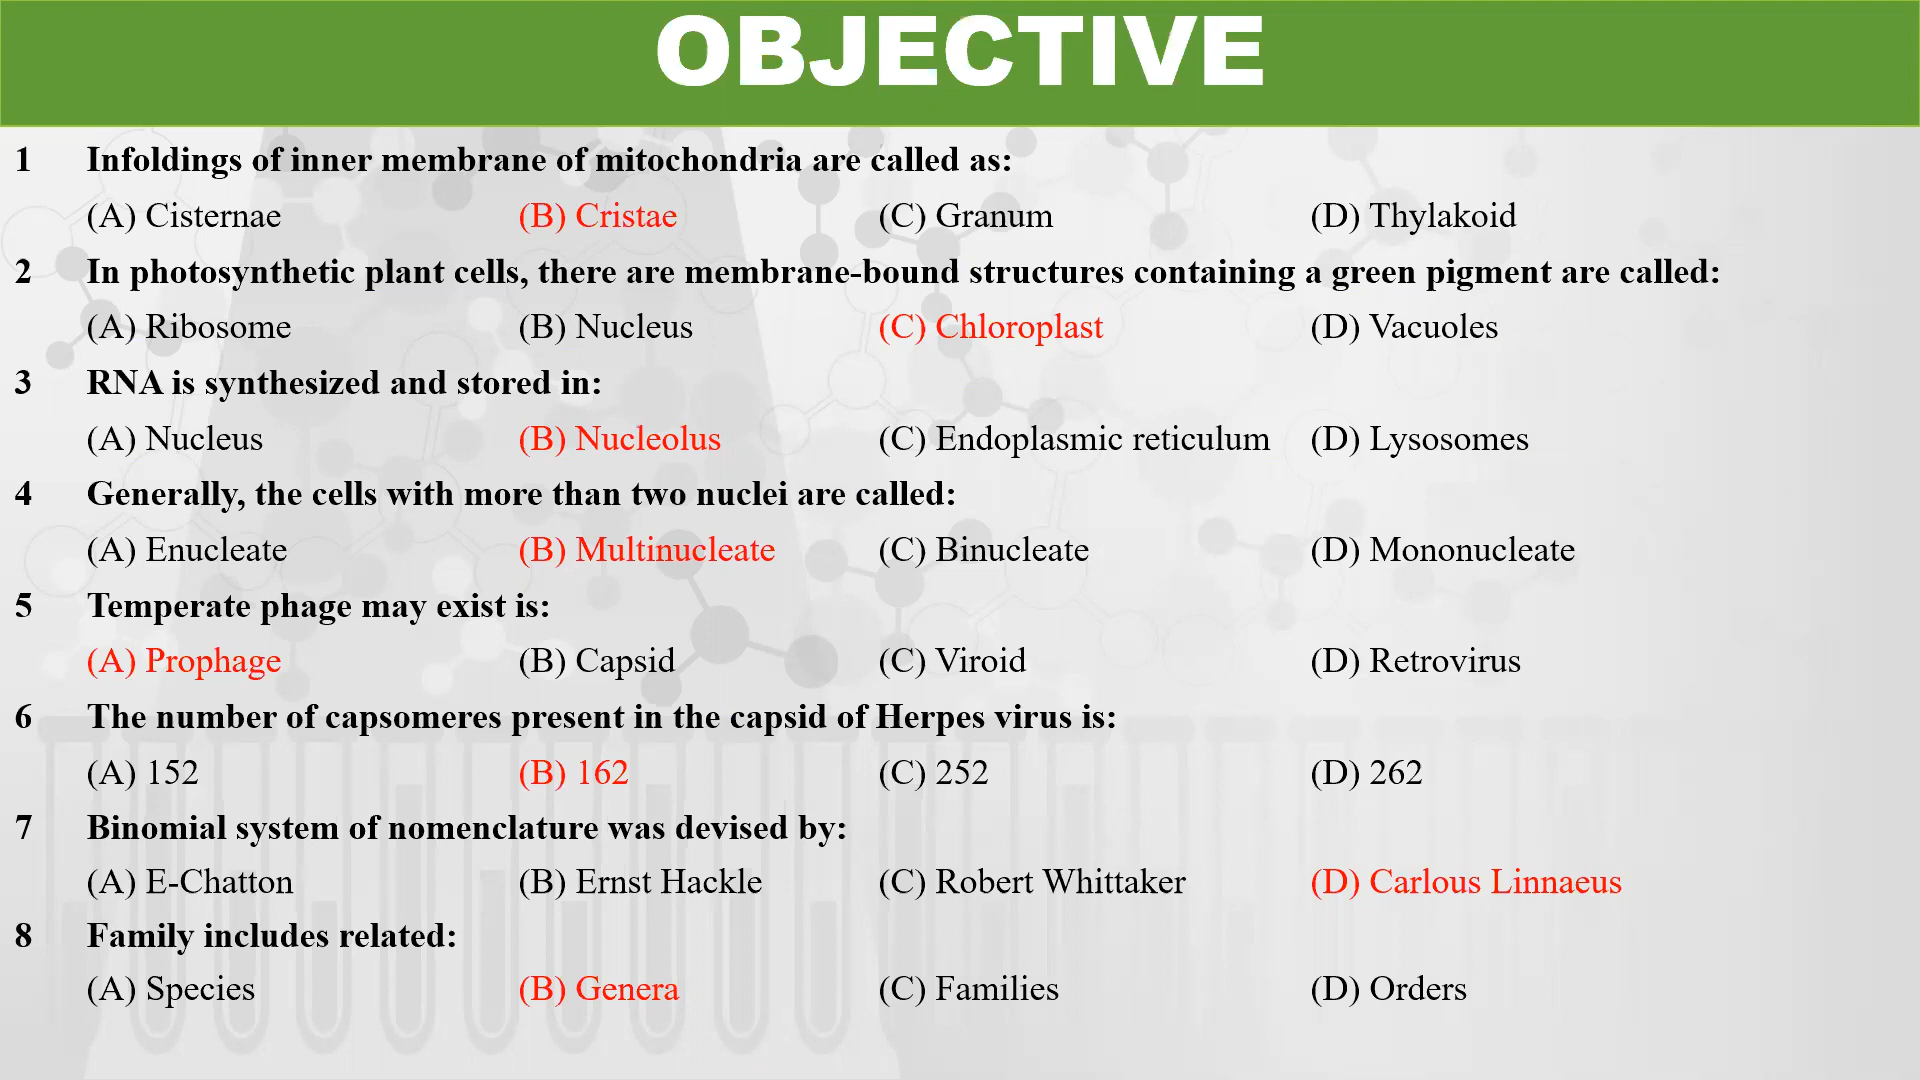 OBJECTIVE
1 Infoldings of inner membrane of mitochondria are called as:
(A) Cisternae (B) Cristae (C) Granum (D) Thylakoid
2 In photosynthetic plant cells, there are membrane-bound structures containing a green pigment are called:
(A) Ribosome (B) Nucleus (C) Chloroplast (D) Vacuoles
3 RNA is synthesized and stored in:
(A) Nucleus (B) Nucleolus (C) Endoplasmic reticulum (D) Lysosomes
4 Generally, the cells with more than two nuclei are called:
(A) Enucleate (B) Multinucleate (C) Binucleate (D) Mononucleate
5 Temperate phage may exist is:
(A) Prophage (B) Capsid (C) Viroid (D) Retrovirus
6 The number of capsomeres present in the capsid of Herpes virus is:
(A) 152 (B) 162 (C) 252 (D) 262
7 Binomial system of nomenclature was devised by:
(A) E-Chatton (B) Ernst Hackle (C) Robert Whittaker (D) Carlous Linnaeus
8 Family includes related:
(A) Species (B) Genera (C) Families (D) Orders